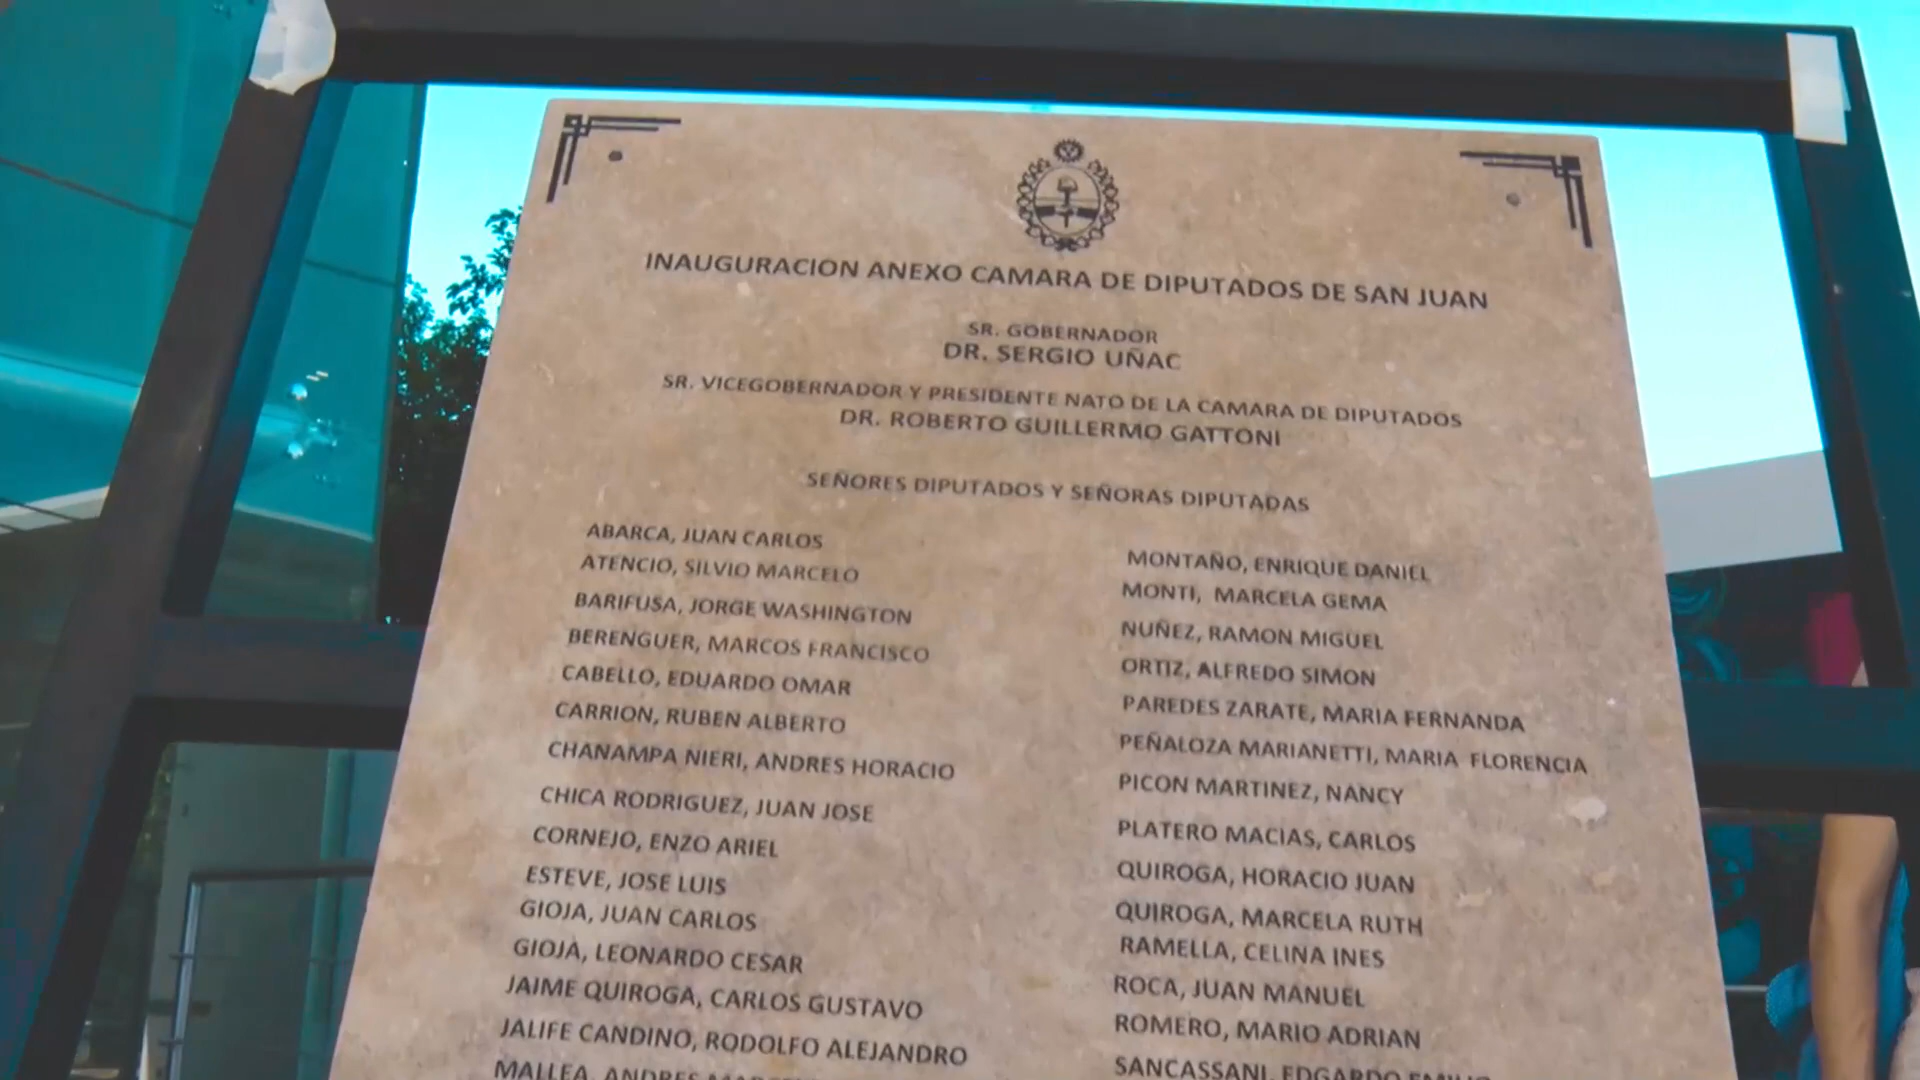 INAUGURACION ANEXO CAMARA DE DIPUTADOS DE SAN JUAN
SR. GOBERNADOR
DR. SERGIO UÑAC
SR. VICEGOBERNADOR Y PRESIDENTE NATO DE LA CAMARA DE DIPUTADOS
DR. ROBERTO GUILLERMO GATTONI
SEÑORES DIPUTADOS Y SEÑORAS DIPUTADAS
ABARCA, JUAN CARLOS
ATENCIO, SILVIO MARCELO
BARIFUSA, JORGE WASHINGTON
BERENGUER, MARCOS FRANCISCO
CABELLO, EDUARDO OMAR
CARRION, RUBEN ALBERTO
CHANAMPA NIERI, ANDRES HORACIO
CHICA RODRIGUEZ, JUAN JOSE
CORNEJO, ENZO ARIEL
ESTEVE, JOSE LUIS
GIOJA, JUAN CARLOS
GIOJA, LEONARDO CESAR
JAIME QUIROGA, CARLOS GUSTAVO
JALIFE CANDINO, RODOLFO ALEJANDRO
MALLEA, ANDRES
MONTAÑO, ENRIQUE DANIEL
MONTI, MARCELA GEMA
NUÑEZ, RAMON MIGUEL
ORTIZ, ALFREDO SIMON
PAREDES ZARATE, MARIA FERNANDA
PEÑALOZA MARIANETTI, MARIA FLORENCIA
PICON MARTINEZ, NANCY
PLATERO MACIAS, CARLOS
QUIROGA, HORACIO JUAN
QUIROGA, MARCELA RUTH
RAMELLA, CELINA INES
ROCA, JUAN MANUEL
ROMERO, MARIO ADRIAN
SANCASSANI, EDGARDO EMILIO